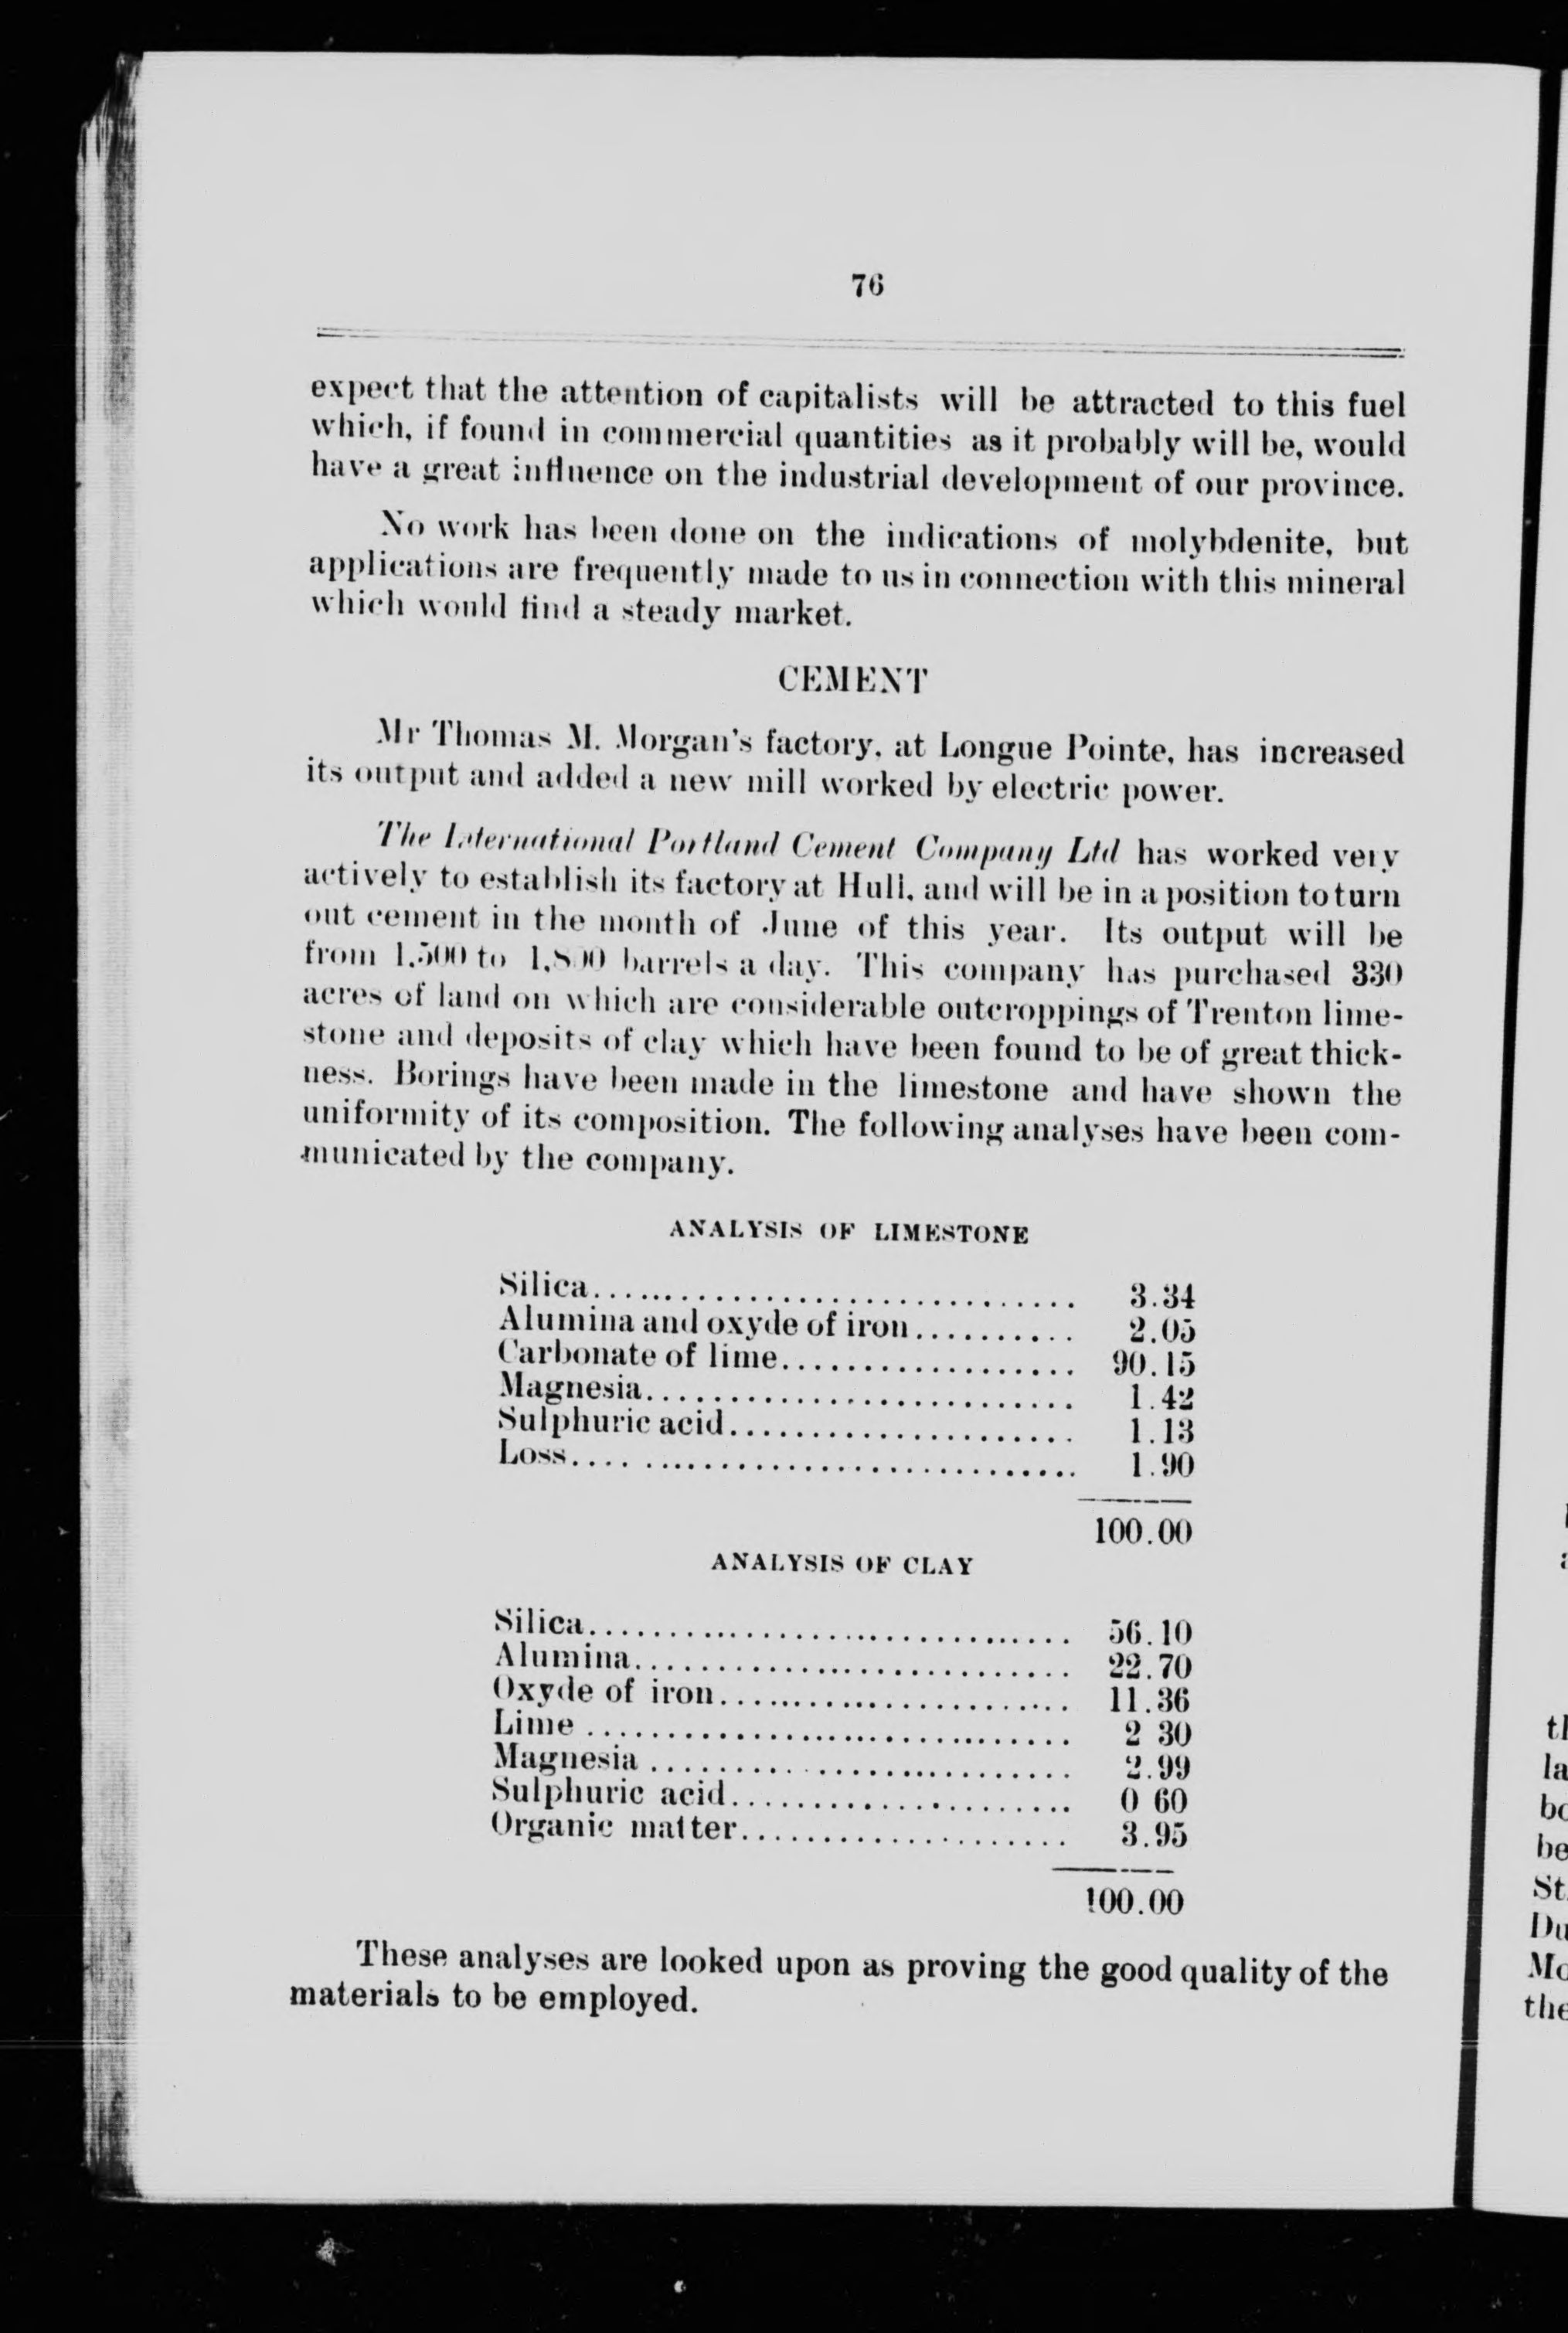 76
expect that the attention of capitalists will be attracted to this fuel
which, if found in commercial quantities as it probably will be, would
have a great influence on the industrial development of our province.
No work has been done on the indications of molybdenite, but
applications are frequently made to us in connection with this mineral
which would find a steady market.
CEMENT
Mr Thomas M. Morgan's factory, at Longue Pointe, has increased
its output and added a new mill worked by electric power.
The International Portland Cement Company Ltd has worked very
actively to establish its factory at Hull, and will be in a position to turn
out cement in the month of June of this year. Its output will be
from 1,500 to 1,800 barrels a day. This company has purchased 330
acres of land on which are considerable outcroppings of Trenton lime-
stone and deposits of clay which have been found to be of great thick-
ness. Borings have been made in the limestone and have shown the
uniformity of its composition. The following analyses have been com-
municated by the company.
ANALYSIS OF LIMESTONE
Silica.................................. 3.34
Alumina and oxyde of iron.......... 2.05
Carbonate of lime.................. 90.15
Magnesia........................... 1.42
Sulphuric acid..................... 1.13
Loss.... ........................... 1.90
100.00
ANALYSIS OF CLAY
Silica.................................. 56.10
Alumina............................ 22.70
Oxyde of iron....................... 11.36
Lime ................................ 2 30
Magnesia ........................... 2.99
Sulphuric acid..................... 0 60
Organic matter.................... 3.95
100.00
These analyses are looked upon as proving the good quality of the
materials to be employed.
th
la
bo
be
St
Du
Mo
the